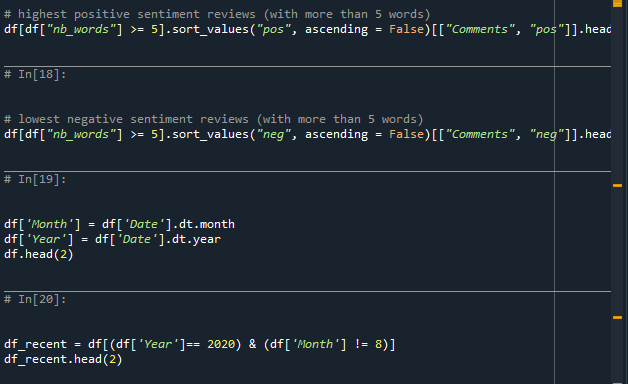 # highest positive sentiment reviews (with more than 5 words)
df[df["nb_words"] >= 5].sort_values("pos", ascending = False)[["Comments", "pos"]].head
# In[18]:
# lowest negative sentiment reviews (with more than 5 words)
df[df["nb_words"] >= 5].sort_values("neg", ascending = False)[["Comments", "neg"]].head
# In[19]:
df['Month'] = df['Date'].dt.month
df['Year'] = df['Date'].dt.year
df.head(2)
# In[20]:
df_recent = df[(df['Year']== 2020) & (df['Month'] != 8)]
df_recent.head(2)